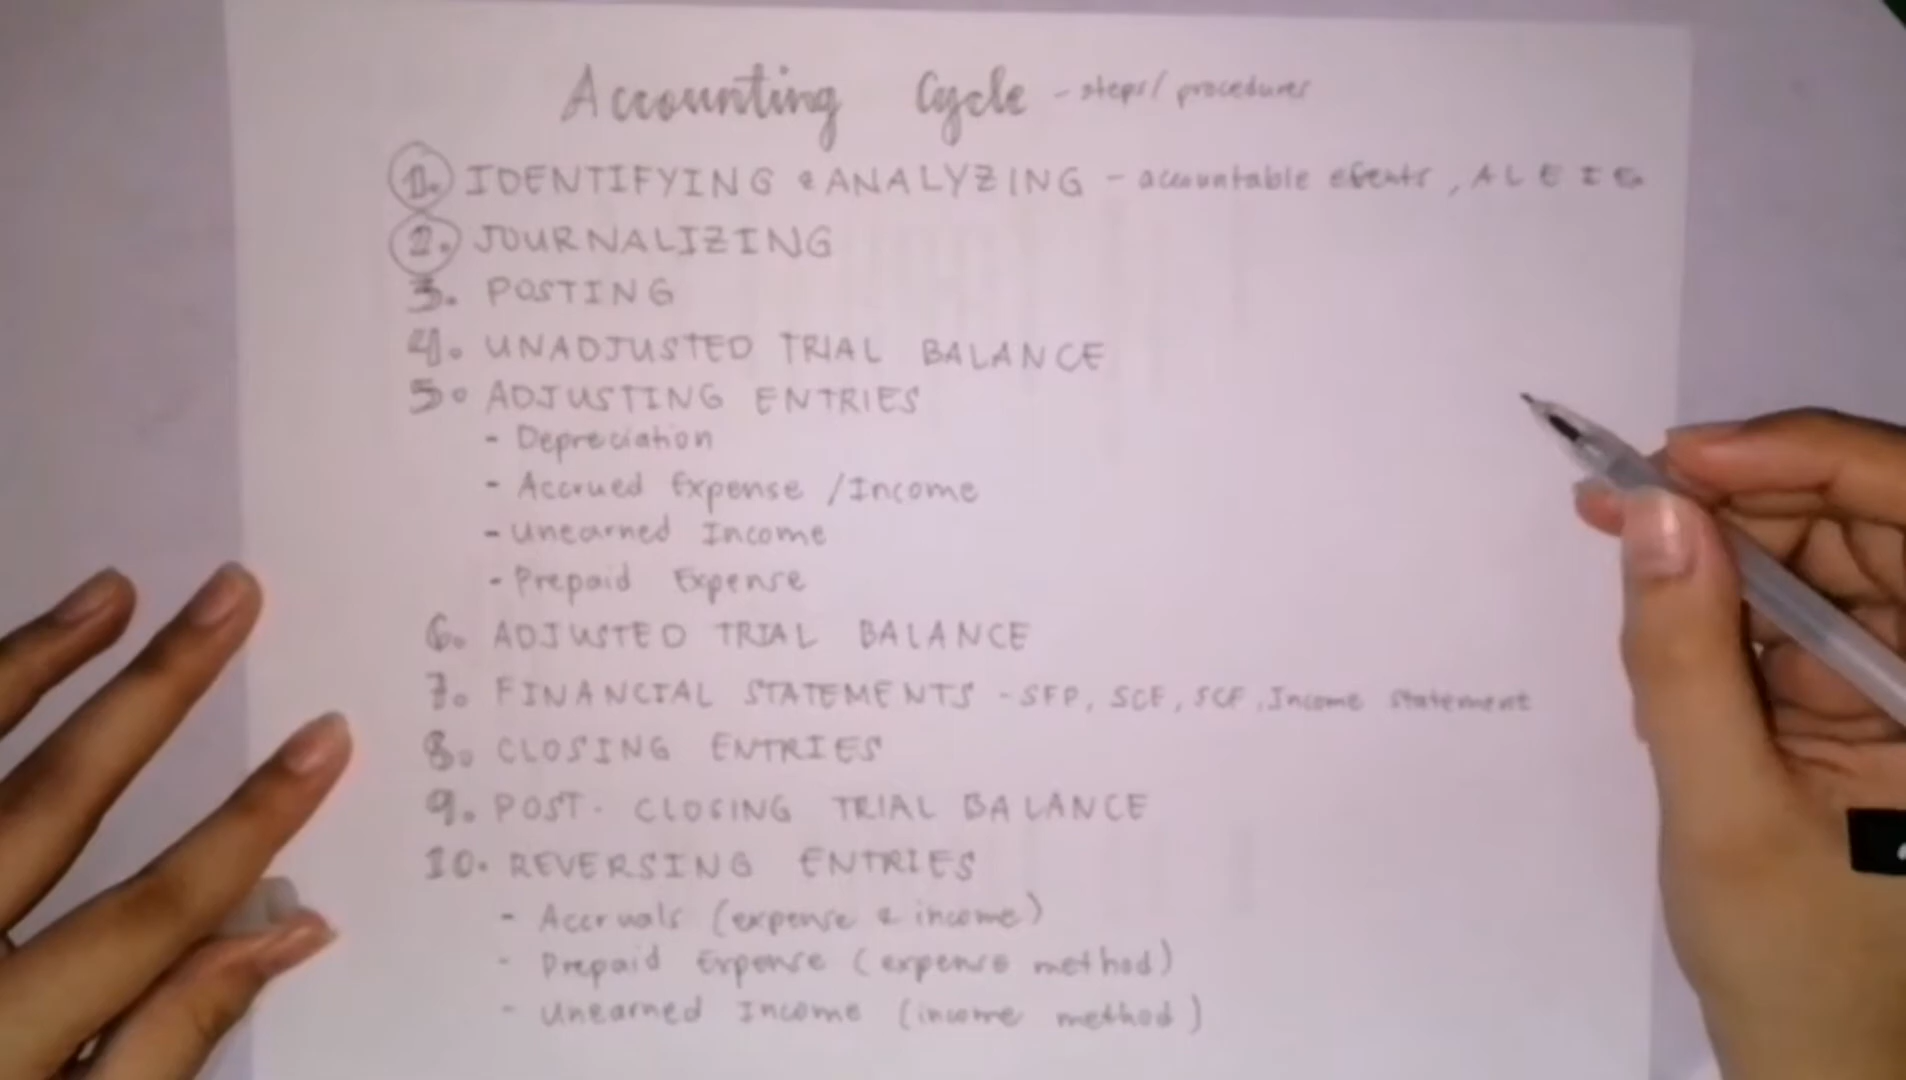 Accounting Cycle - steps/procedures
1. IDENTIFYING & ANALYZING - accountable events, A L E I E
2. JOURNALIZING
3. POSTING
4. UNADJUSTED TRIAL BALANCE
5. ADJUSTING ENTRIES
- Depreciation
- Accrued Expense / Income
- Unearned Income
- Prepaid Expense
6. ADJUSTED TRIAL BALANCE
7. FINANCIAL STATEMENTS - SFP, SCE, SCF, Income Statement
8. CLOSING ENTRIES
9. POST-CLOSING TRIAL BALANCE
10. REVERSING ENTRIES
- Accruals (expense & income)
- Prepaid Expense (expense method)
- Unearned Income (income method)